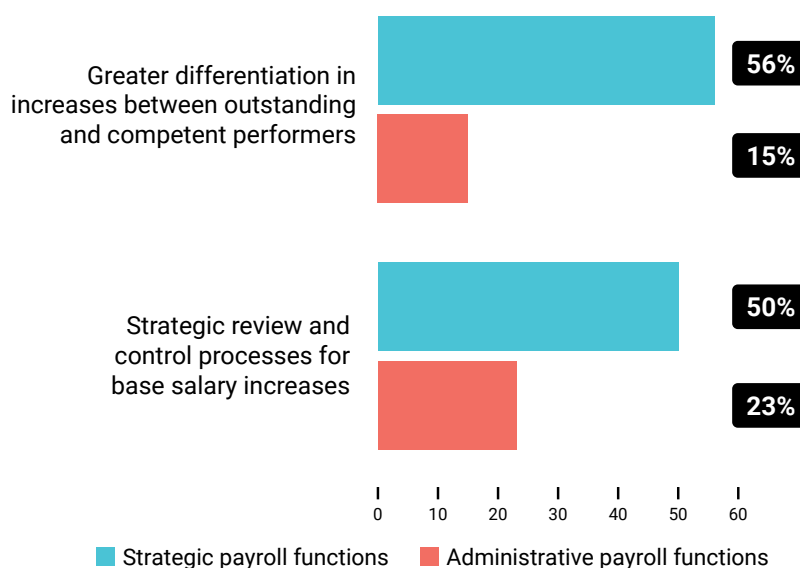 Greater differentiation in
increases between outstanding
and competent performers
56%
15%
Strategic review and
control processes for
base salary increases
50%
23%
0 10 20 30 40 50 60
Strategic payroll functions Administrative payroll functions